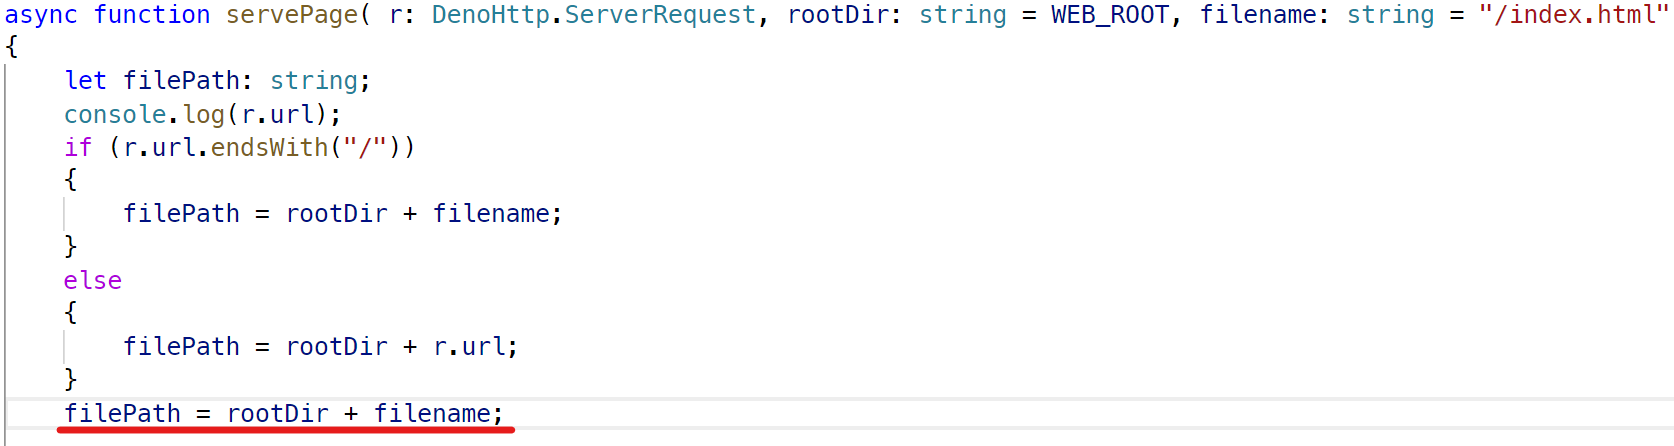 async function servePage( r: DenoHttp.ServerRequest, rootDir: string = WEB_ROOT, filename: string = "/index.html"
{
let filePath: string;
console.log(r.url);
if (r.url.endsWith("/"))
{
filePath = rootDir + filename;
}
else
{
filePath = rootDir + r.url;
}
filePath = rootDir + filename;